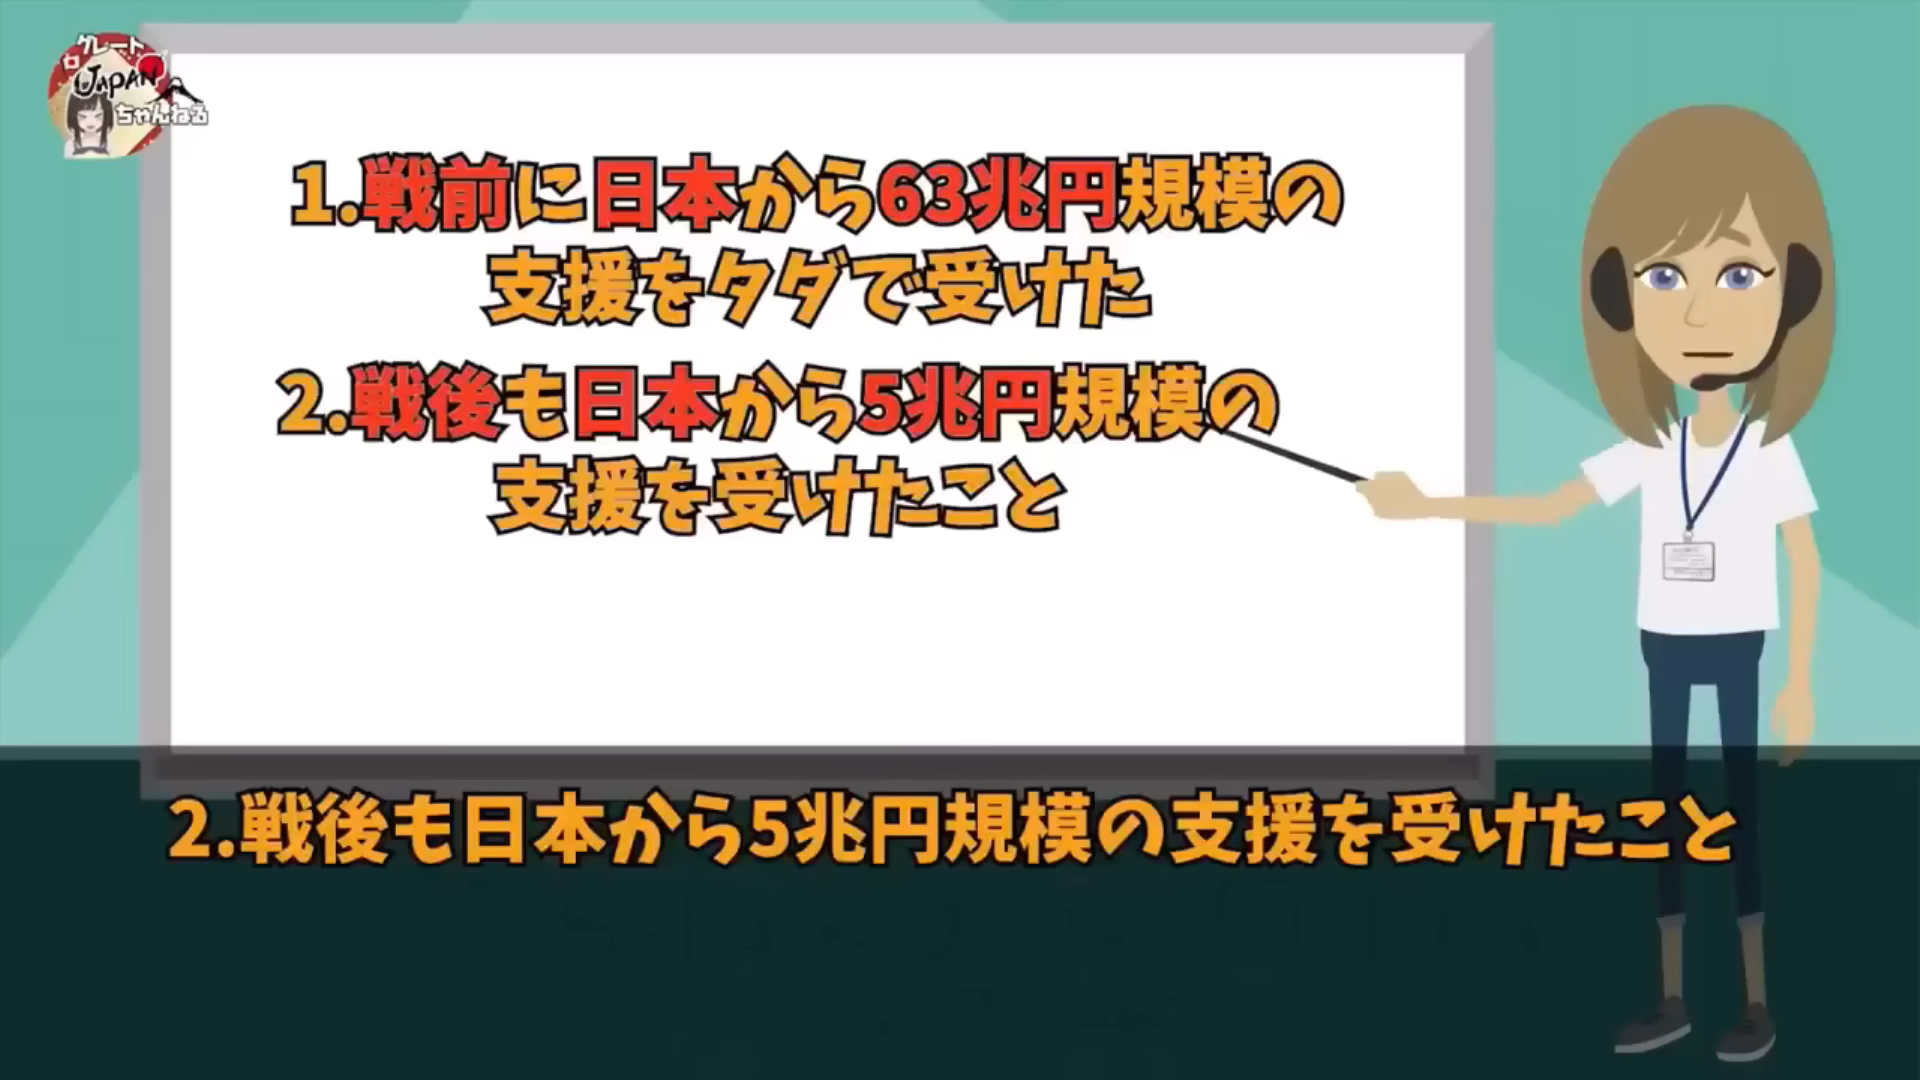 グレート
JAPAN
ちゃんねる
1.戦前に日本から63兆円規模の
支援をタダで受けた
2.戦後も日本から5兆円規模の
支援を受けたこと
2.戦後も日本から5兆円規模の支援を受けたこと